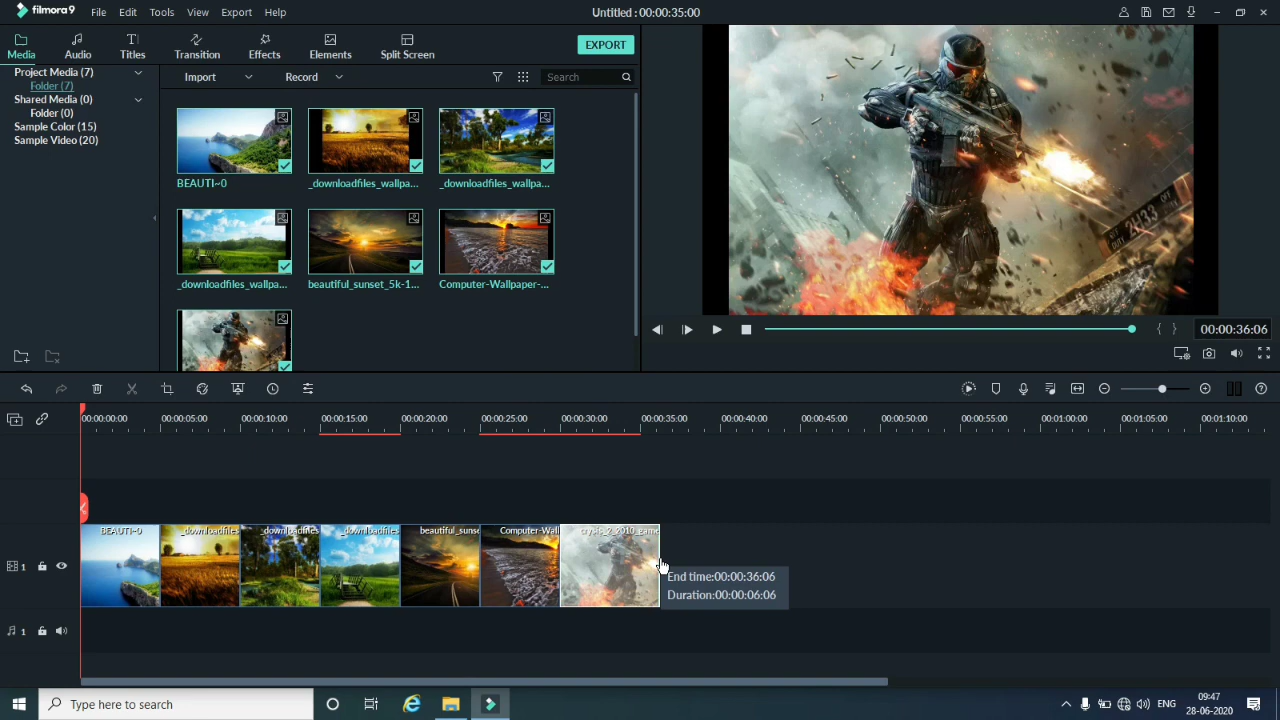 filmora9 File Edit Tools View Export Help Untitled : 00:00:35:00
Media Audio Titles Transition Effects Elements Split Screen EXPORT
Project Media (7)
Folder (7)
Shared Media (0)
Folder (0)
Sample Color (15)
Sample Video (20)
Import Record Search
BEAUTI~0 _downloadfiles_wallpa... _downloadfiles_wallpa...
_downloadfiles_wallpa... beautiful_sunset_5k-1... Computer-Wallpaper-...
00:00:36:06
00:00:00:00 00:00:05:00 00:00:10:00 00:00:15:00 00:00:20:00 00:00:25:00 00:00:30:00 00:00:35:00 00:00:40:00 00:00:45:00 00:00:50:00 00:00:55:00 00:01:00:00 00:01:05:00 00:01:10:00
BEAUTI~0 _downloadfiles _downloadfiles _downloadfiles beautiful_sunse Computer-Wall crysis_2_2010_game
1
End time:00:00:36:06
Duration:00:00:06:06
1
Type here to search
ENG
09:47
28-06-2020